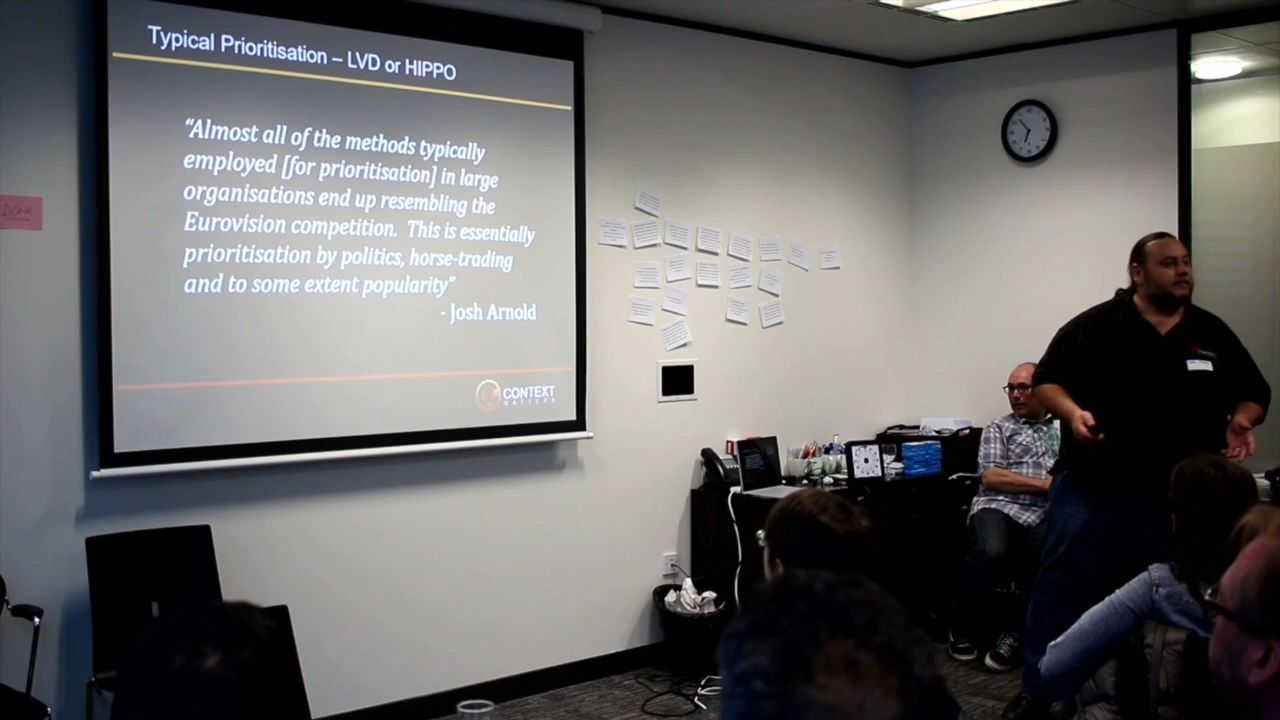 Typical Prioritisation – LVD or HIPPO
“Almost all of the methods typically
employed [for prioritisation] in large
organisations end up resembling the
Eurovision competition.  This is essentially
prioritisation by politics, horse-trading
and to some extent popularity”
- Josh Arnold
CONTEXT
MATTERS